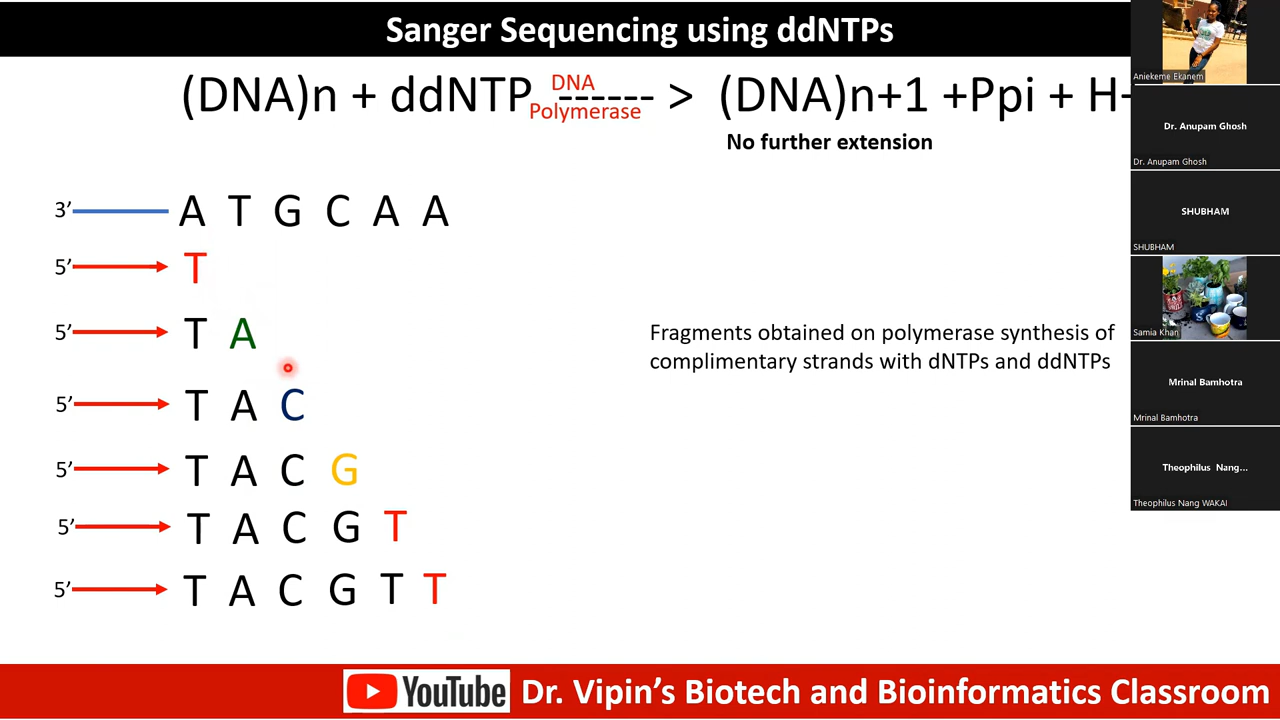 Sanger Sequencing using ddNTPs
(DNA)n + ddNTP ------ > (DNA)n+1 +Ppi + H+
DNA
Polymerase
No further extension
3’ A T G C A A
5’ T
5’ T A
5’ T A C
5’ T A C G
5’ T A C G T
5’ T A C G T T
Fragments obtained on polymerase synthesis of
complimentary strands with dNTPs and ddNTPs
Aniekeme Ekanem
Dr. Anupam Ghosh
Dr. Anupam Ghosh
SHUBHAM
SHUBHAM
Samia Khan
Mrinal Bamhotra
Mrinal Bamhotra
Theophilus Nang...
Theophilus Nang WAKAI
YouTube Dr. Vipin’s Biotech and Bioinformatics Classroom